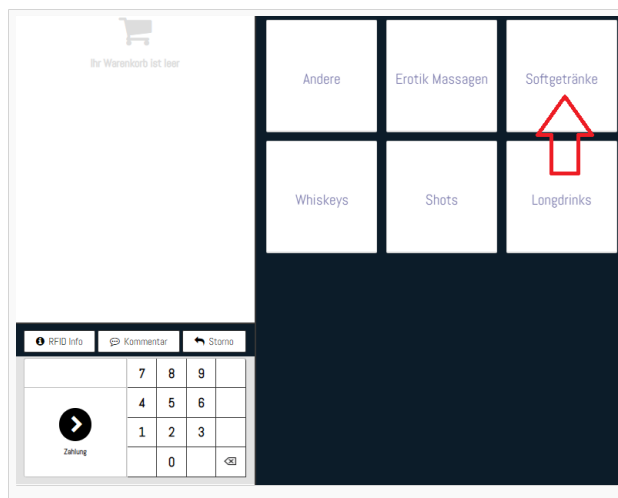 Ihr Warenkorb ist leer
Andere
Erotik Massagen
Softgetränke
Whiskeys
Shots
Longdrinks
RFID Info
Kommentar
Storno
7 8 9
4 5 6
1 2 3
0
Zahlung